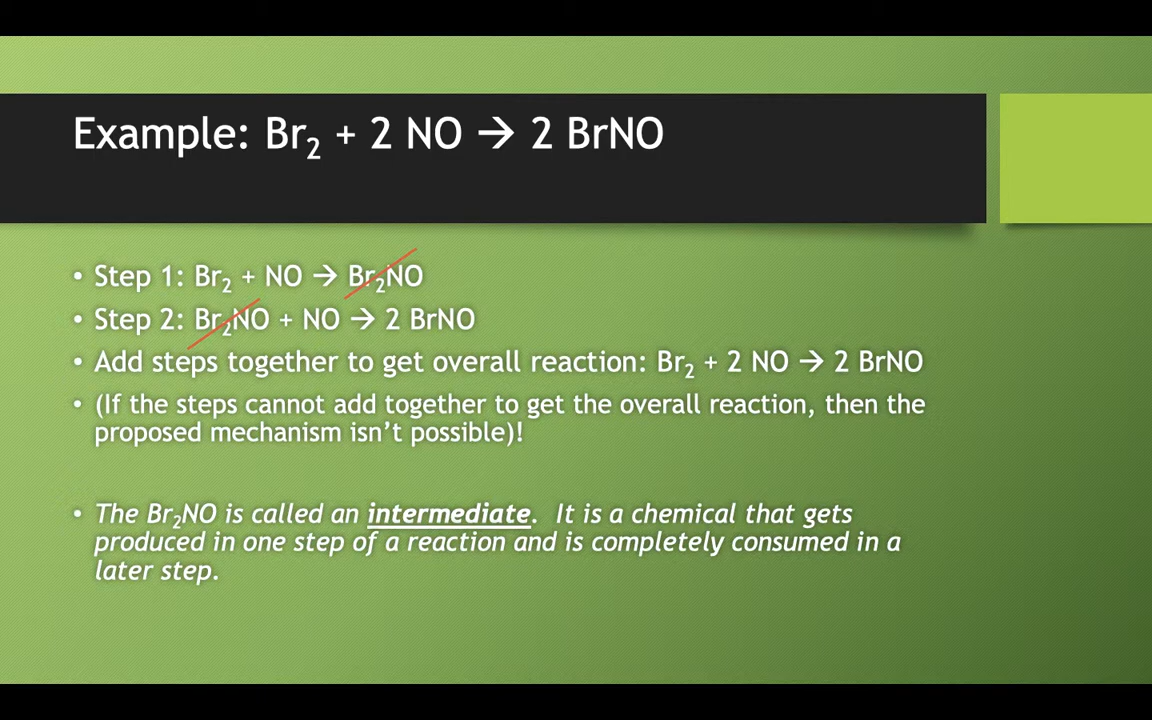 Example: Br₂ + 2 NO → 2 BrNO
• Step 1: Br₂ + NO → Br₂NO
• Step 2: Br₂NO + NO → 2 BrNO
• Add steps together to get overall reaction: Br₂ + 2 NO → 2 BrNO
• (If the steps cannot add together to get the overall reaction, then the
proposed mechanism isn't possible)!
• The Br₂NO is called an intermediate. It is a chemical that gets
produced in one step of a reaction and is completely consumed in a
later step.